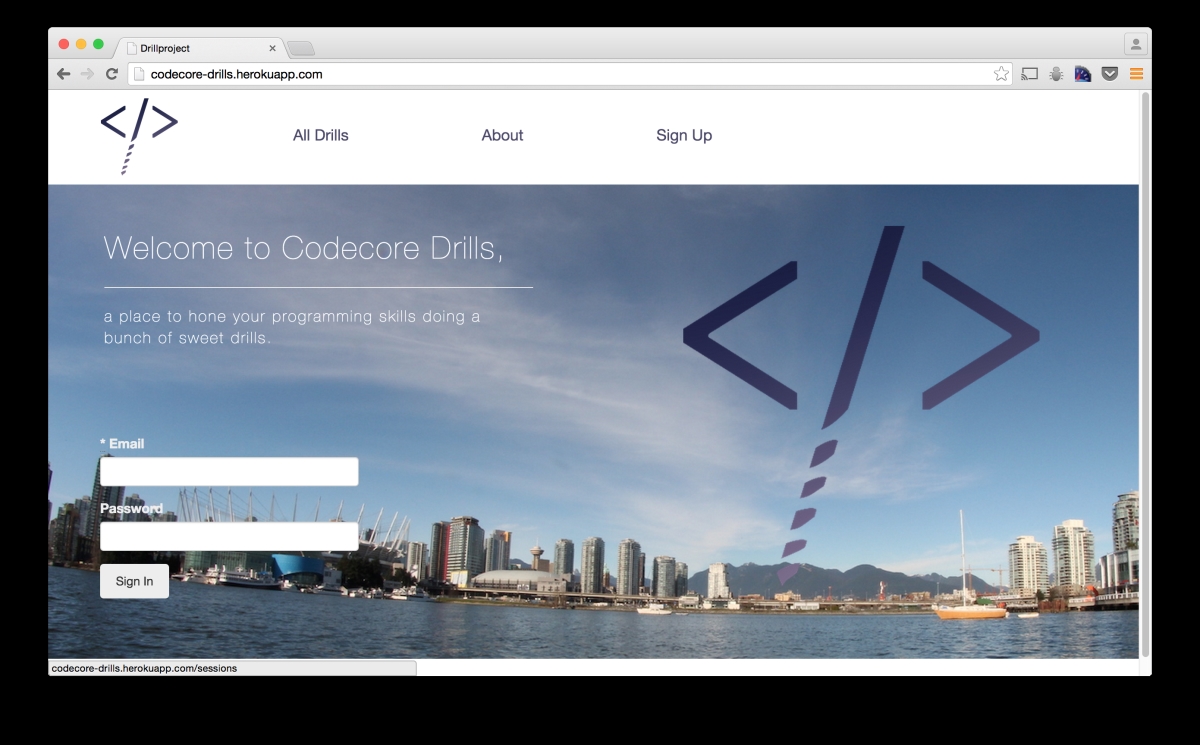 Drillproject
codecore-drills.herokuapp.com
</>
All Drills
About
Sign Up
Welcome to Codecore Drills,
a place to hone your programming skills doing a
bunch of sweet drills.
</>
* Email
Password
Sign In
codecore-drills.herokuapp.com/sessions